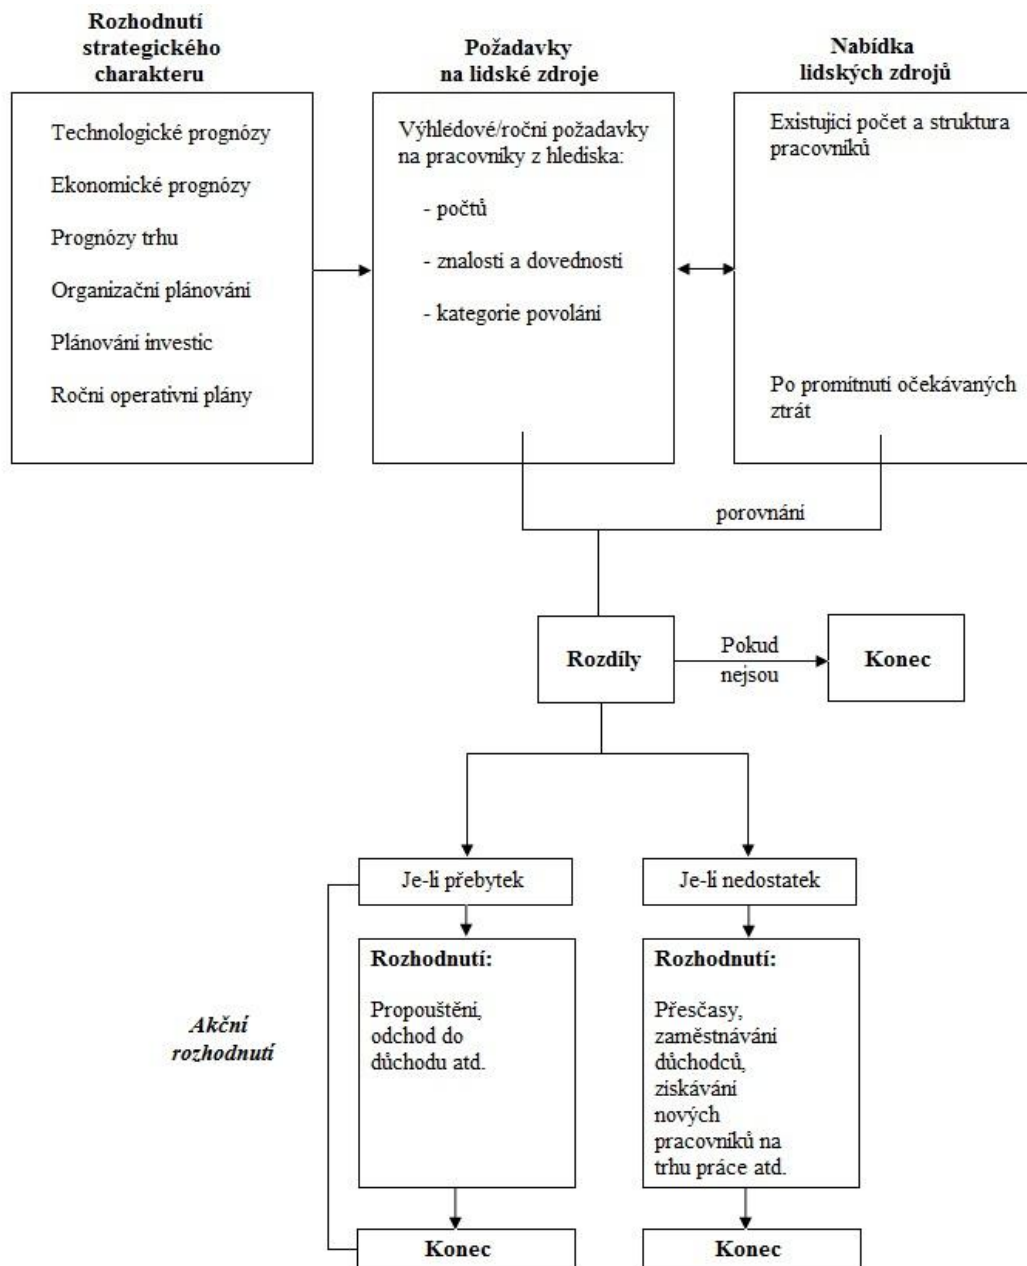 Rozhodnutí
strategického
charakteru
Technologické prognózy
Ekonomické prognózy
Prognózy trhu
Organizační plánování
Plánování investic
Roční operativní plány
Požadavky
na lidské zdroje
Výhledové/roční požadavky
na pracovníky z hlediska:
- počtů
- znalosti a dovednosti
- kategorie povolání
Nabídka
lidských zdrojů
Existující počet a struktura
pracovníků
Po promítnutí očekávaných
ztrát
porovnání
Rozdíly
Pokud
nejsou
Konec
Je-li přebytek
Je-li nedostatek
Akční
rozhodnutí
Rozhodnutí:
Propouštění,
odchod do
důchodu atd.
Rozhodnutí:
Přesčasy,
zaměstnávání
důchodců,
získávání
nových
pracovníků na
trhu práce atd.
Konec
Konec